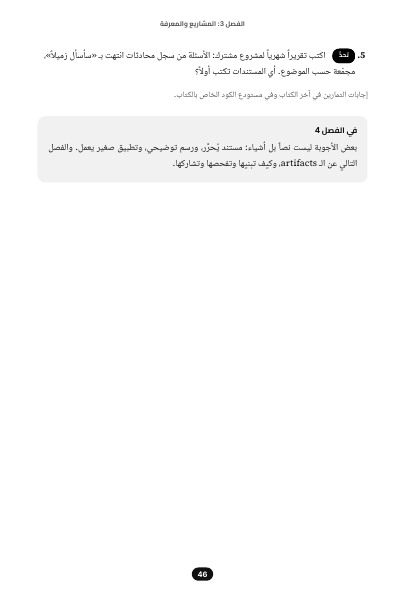 الفصل 3: المشاريع والمعرفة
5. تحدٍّ اكتب تقريراً شهرياً لمشروع مشترك: الأسئلة من سجل محادثات انتهت بـ «سأسأل زميلاً»،
مجمّعة حسب الموضوع. أي المستندات تكتب أولاً؟
إجابات التمارين في آخر الكتاب وفي مستودع الكود الخاص بالكتاب.
في الفصل 4
بعض الأجوبة ليست نصاً بل أشياء: مستند يُحرَّر، ورسم توضيحي، وتطبيق صغير يعمل. والفصل
التالي عن الـ artifacts، وكيف تبنيها وتفحصها وتشاركها.
46